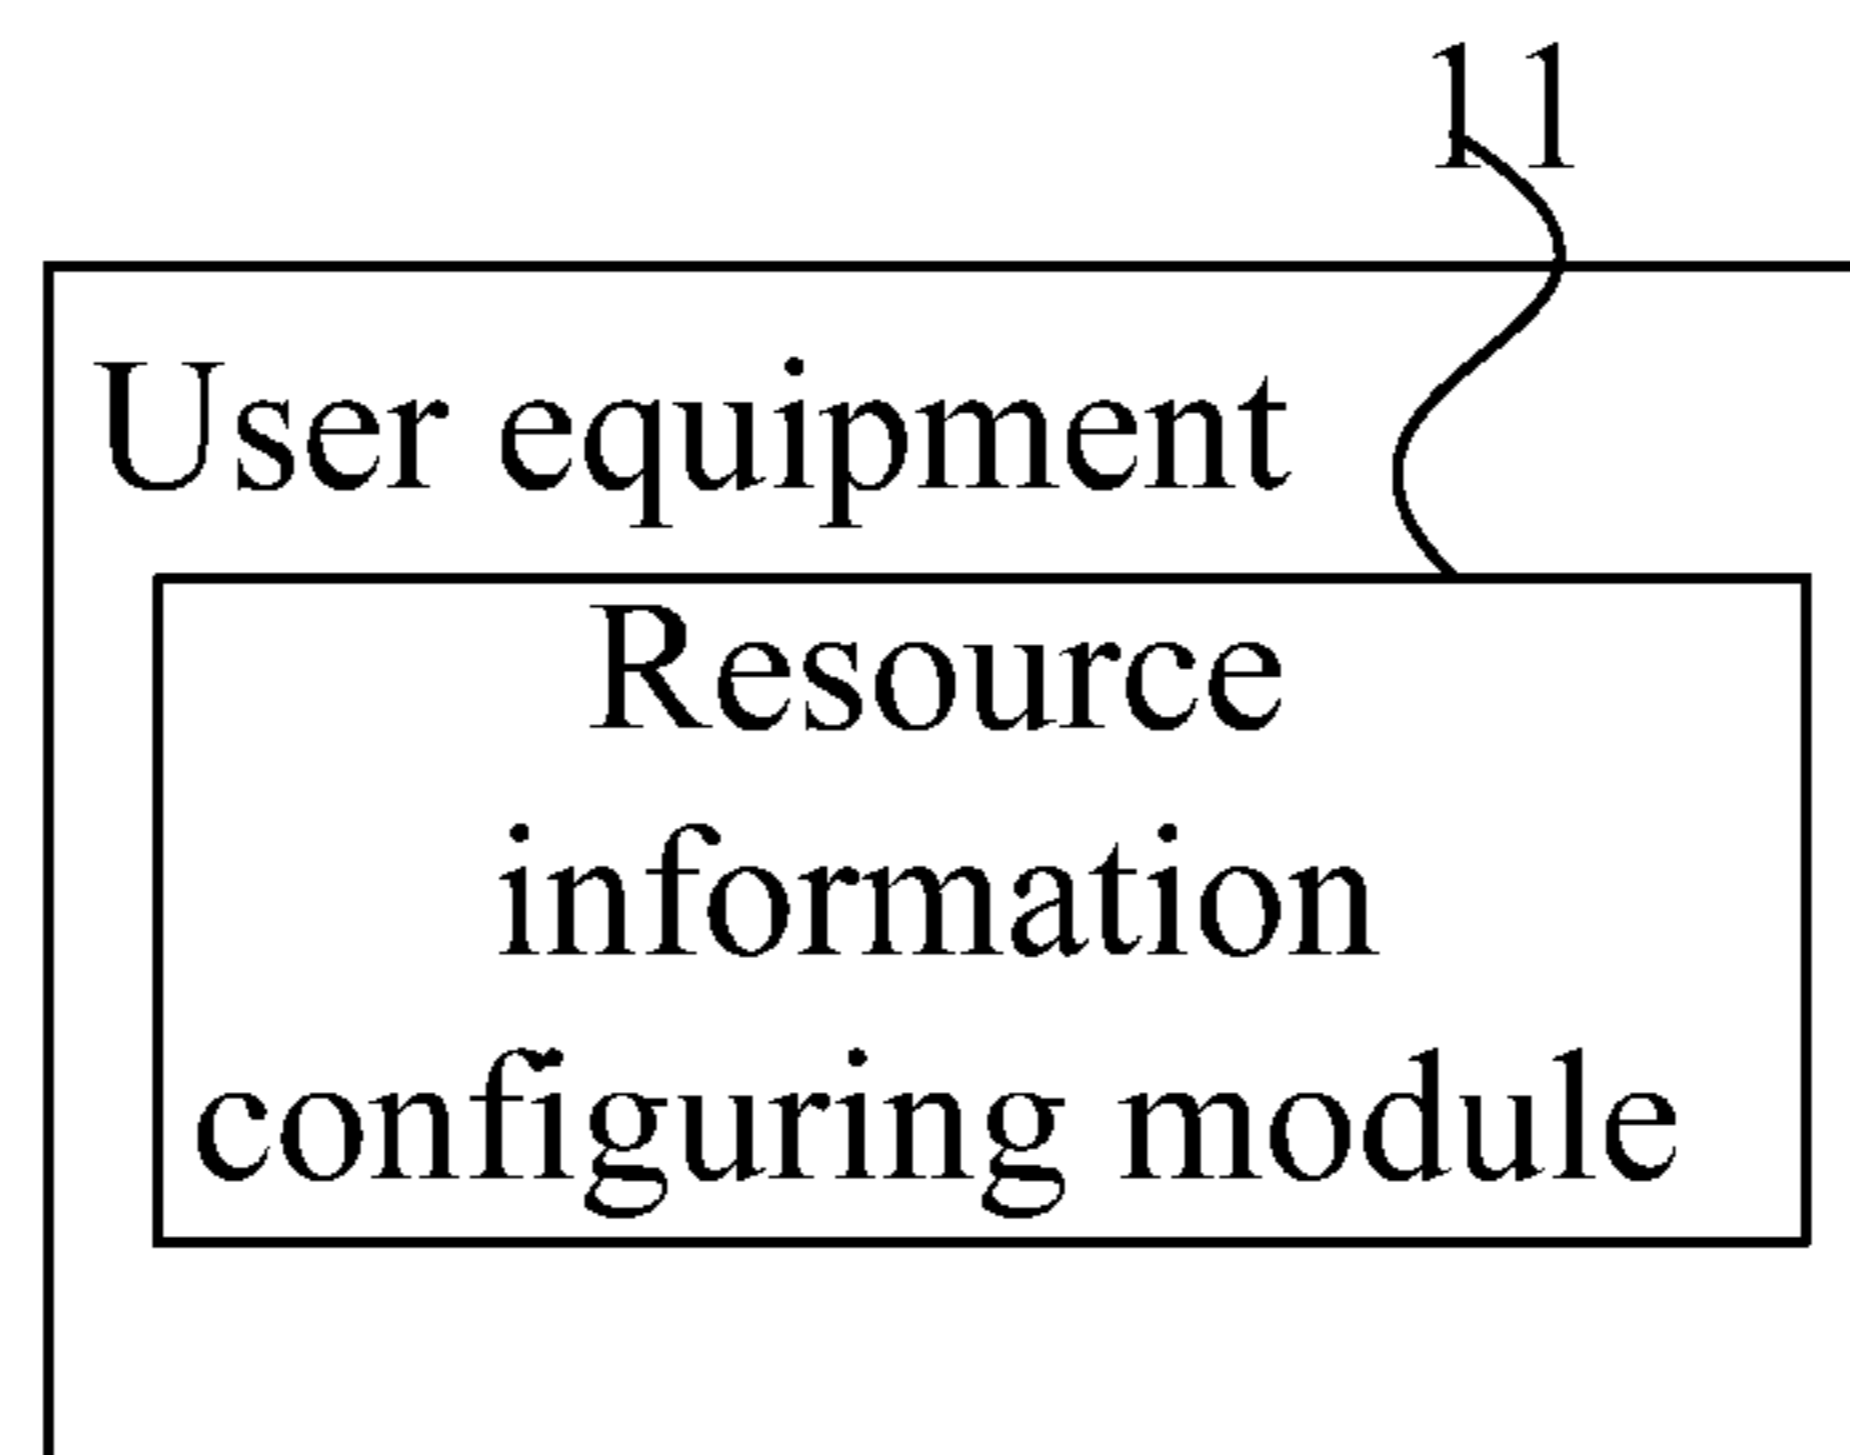 11
User equipment
Resource
information
configuring module